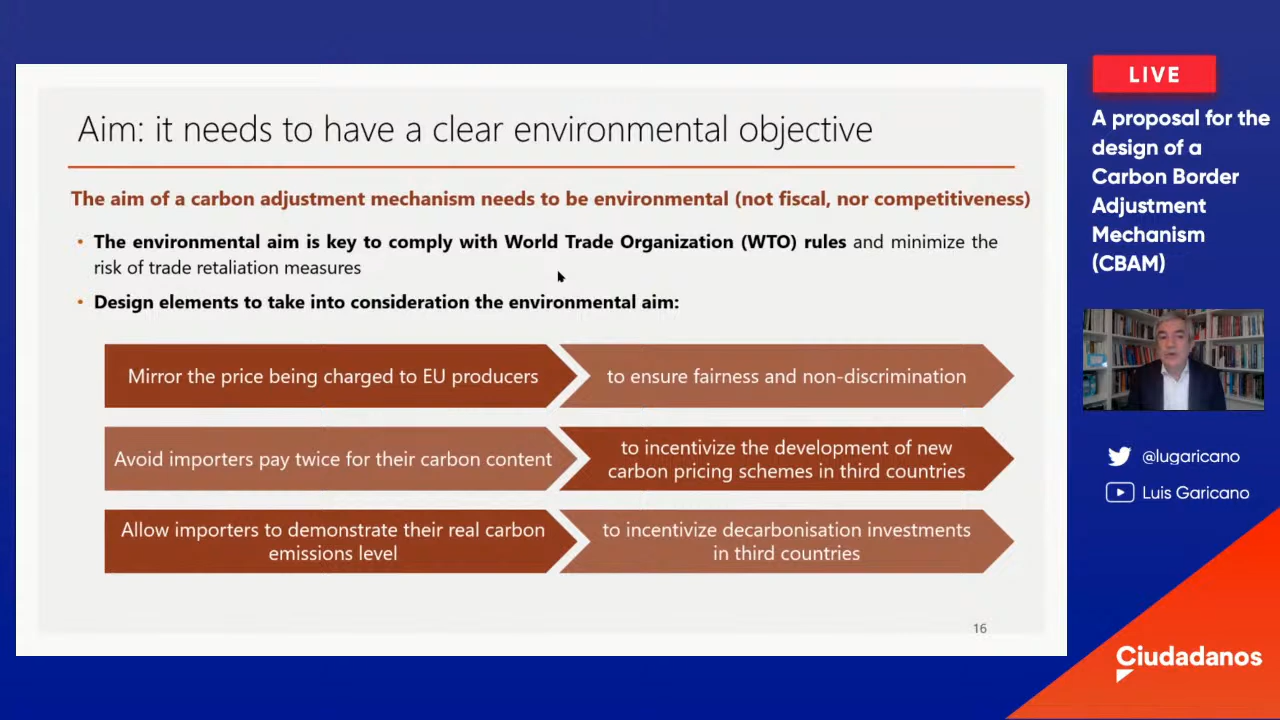 Aim: it needs to have a clear environmental objective
The aim of a carbon adjustment mechanism needs to be environmental (not fiscal, nor competitiveness)
• The environmental aim is key to comply with World Trade Organization (WTO) rules and minimize the
risk of trade retaliation measures
• Design elements to take into consideration the environmental aim:
Mirror the price being charged to EU producers
to ensure fairness and non-discrimination
Avoid importers pay twice for their carbon content
to incentivize the development of new
carbon pricing schemes in third countries
Allow importers to demonstrate their real carbon
emissions level
to incentivize decarbonisation investments
in third countries
16
LIVE
A proposal for the
design of a
Carbon Border
Adjustment
Mechanism
(CBAM)
@lugaricano
Luis Garicano
Ciudadanos